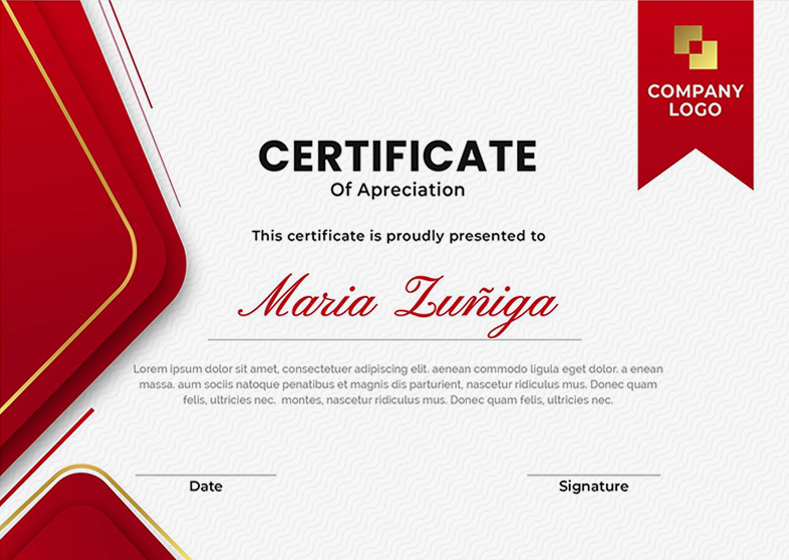 COMPANY
LOGO
CERTIFICATE
Of Apreciation
This certificate is proudly presented to
Maria Zuñiga
Lorem ipsum dolor sit amet, consectetuer adipiscing elit. aenean commodo ligula eget dolor. a enean
massa. aum sociis natoque penatibus et magnis dis parturient, nascetur ridiculus mus. Donec quam
felis, ultricies nec. montes, nascetur ridiculus mus. Donec quam felis, ultricies nec.
Date
Signature